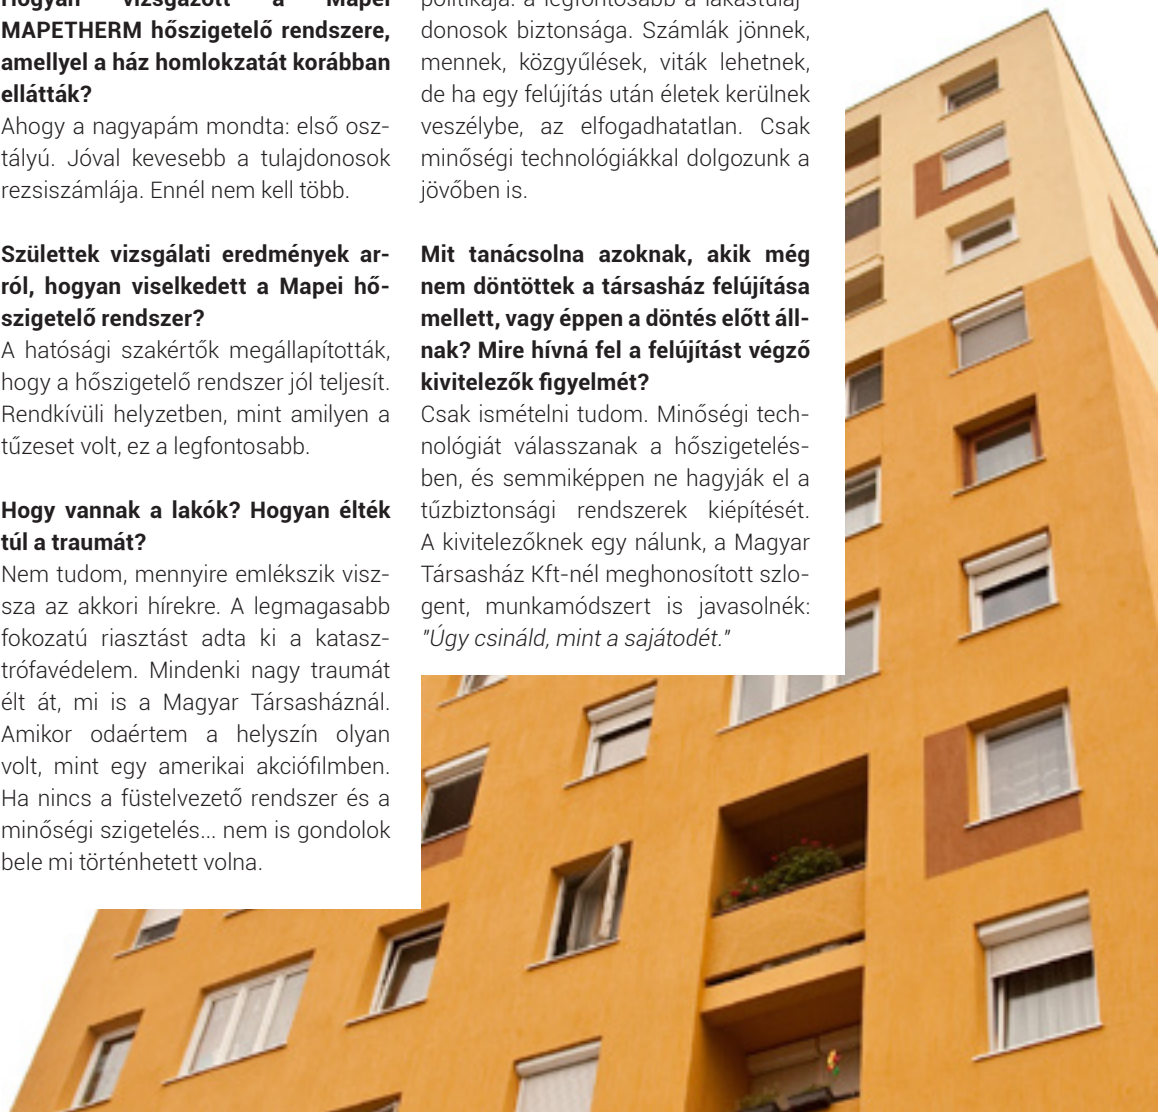 Hogyan vizsgázott a Mapei
MAPETHERM hőszigetelő rendszere,
amellyel a ház homlokzatát korábban
ellátták?
Ahogy a nagyapám mondta: első osz-
tályú. Jóval kevesebb a tulajdonosok
rezsiszámlája. Ennél nem kell több.
Születtek vizsgálati eredmények ar-
ról, hogyan viselkedett a Mapei hő-
szigetelő rendszer?
A hatósági szakértők megállapították,
hogy a hőszigetelő rendszer jól teljesít.
Rendkívüli helyzetben, mint amilyen a
tűzeset volt, ez a legfontosabb.
Hogy vannak a lakók? Hogyan élték
túl a traumát?
Nem tudom, mennyire emlékszik visz-
sza az akkori hírekre. A legmagasabb
fokozatú riasztást adta ki a katasz-
trófavédelem. Mindenki nagy traumát
élt át, mi is a Magyar Társasháznál.
Amikor odaértem a helyszín olyan
volt, mint egy amerikai akciófilmben.
Ha nincs a füstelvezető rendszer és a
minőségi szigetelés... nem is gondolok
bele mi történhetett volna.
politikája: a legfontosabb a lakástulaj-
donosok biztonsága. Számlák jönnek,
mennek, közgyűlések, viták lehetnek,
de ha egy felújítás után életek kerülnek
veszélybe, az elfogadhatatlan. Csak
minőségi technológiákkal dolgozunk a
jövőben is.
Mit tanácsolna azoknak, akik még
nem döntöttek a társasház felújítása
mellett, vagy éppen a döntés előtt áll-
nak? Mire hívná fel a felújítást végző
kivitelezők figyelmét?
Csak ismételni tudom. Minőségi tech-
nológiát válasszanak a hőszigetelés-
ben, és semmiképpen ne hagyják el a
tűzbiztonsági rendszerek kiépítését.
A kivitelezőknek egy nálunk, a Magyar
Társasház Kft-nél meghonosított szlo-
gent, munkamódszert is javasolnék:
"Úgy csináld, mint a sajátodét."